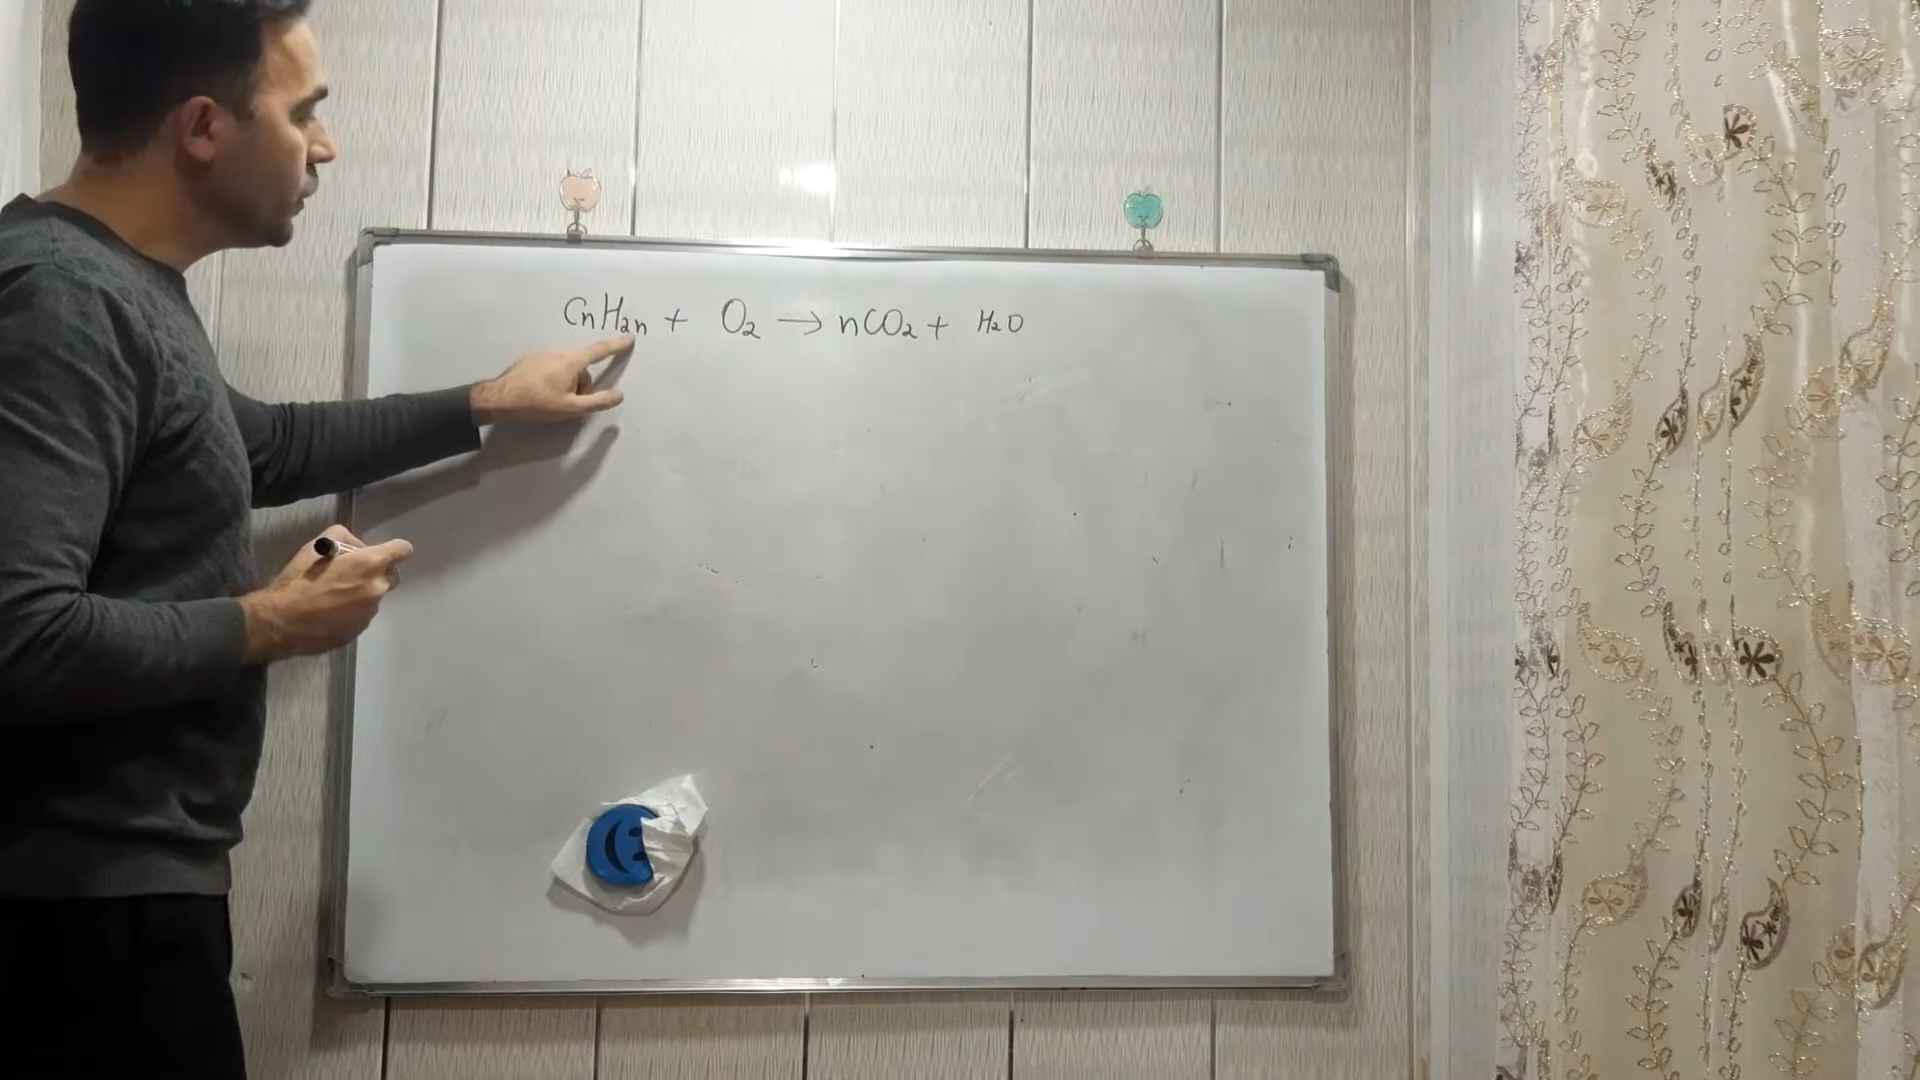 CnH₂n + O₂ → nCO₂ + H₂O